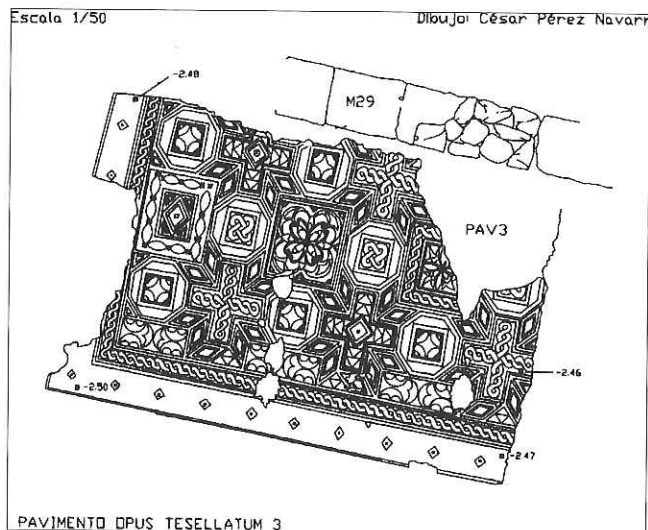 Escala 1/50
Dibujo: César Pérez Navarr
-2.48
M29
PAV3
-2.46
-2.50
-2.47
PAVIMENTO OPUS TESELLATUM 3